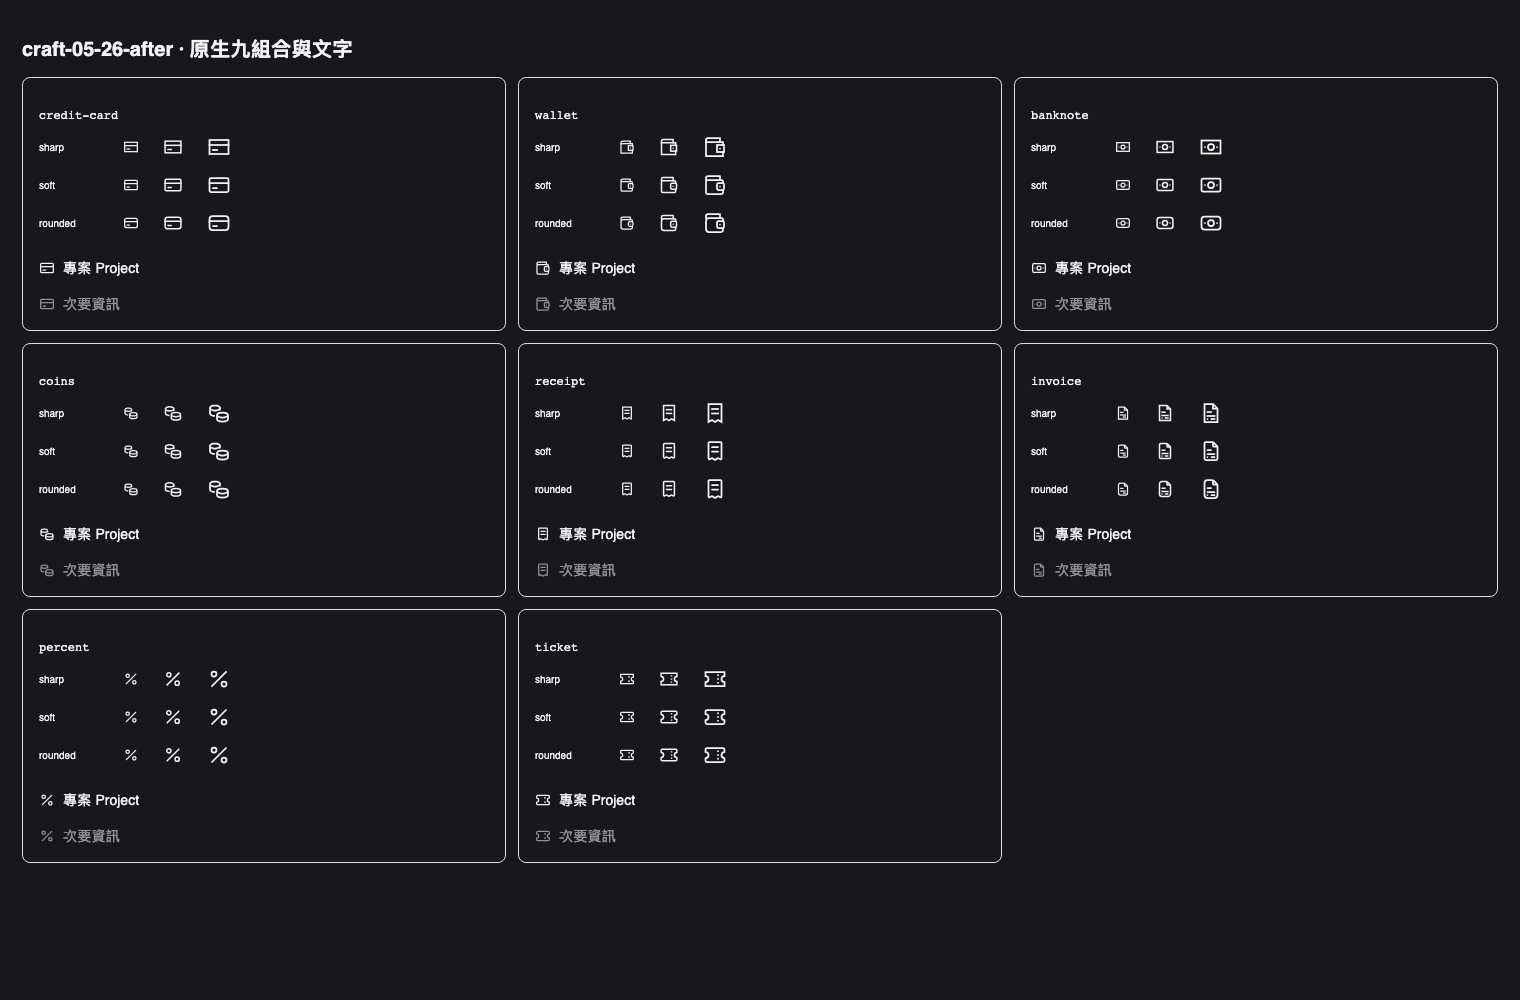 craft-05-26-after · 原生九組合與文字
credit-card
sharp
soft
rounded
專案 Project
次要資訊
wallet
sharp
soft
rounded
專案 Project
次要資訊
banknote
sharp
soft
rounded
專案 Project
次要資訊
coins
sharp
soft
rounded
專案 Project
次要資訊
receipt
sharp
soft
rounded
專案 Project
次要資訊
invoice
sharp
soft
rounded
專案 Project
次要資訊
percent
sharp
soft
rounded
專案 Project
次要資訊
ticket
sharp
soft
rounded
專案 Project
次要資訊